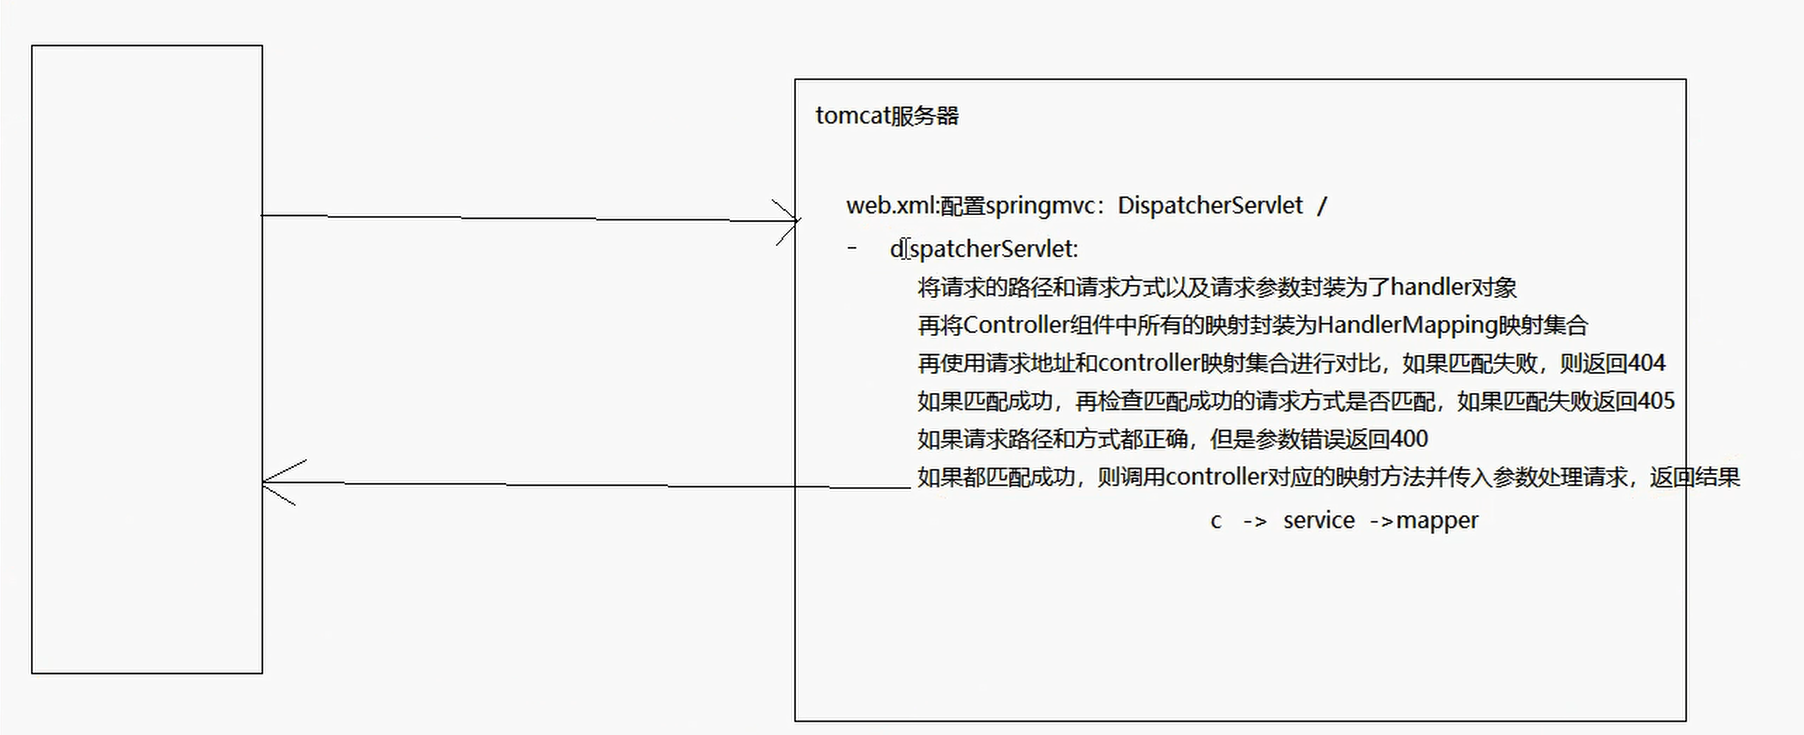 tomcat服务器
web.xml:配置springmvc：DispatcherServlet /
- dispatcherServlet:
将请求的路径和请求方式以及请求参数封装为了handler对象
再将Controller组件中所有的映射封装为HandlerMapping映射集合
再使用请求地址和controller映射集合进行对比，如果匹配失败，则返回404
如果匹配成功，再检查匹配成功的请求方式是否匹配，如果匹配失败返回405
如果请求路径和方式都正确，但是参数错误返回400
如果都匹配成功，则调用controller对应的映射方法并传入参数处理请求，返回结果
c -> service ->mapper